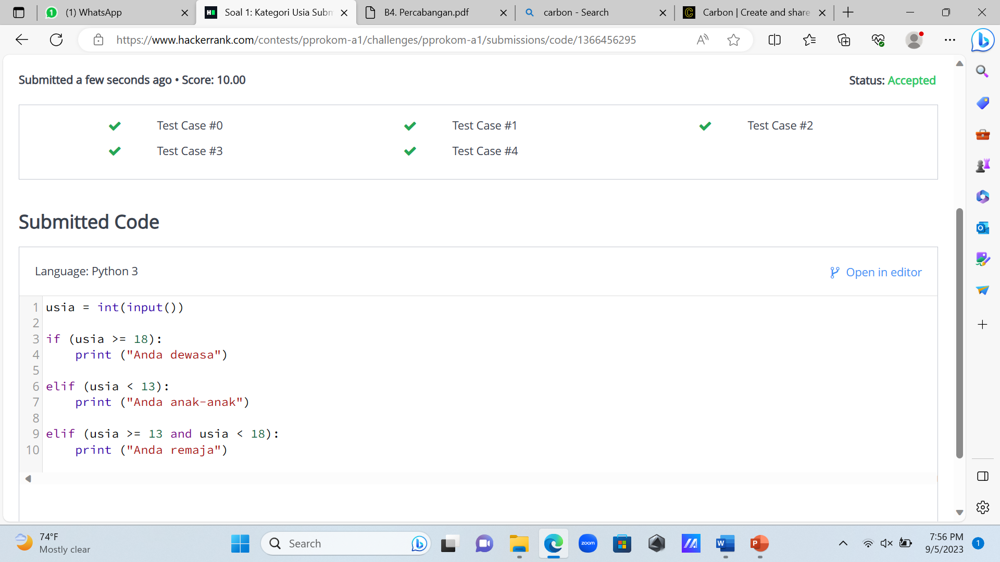 (1) WhatsApp
Soal 1: Kategori Usia Subm
B4. Percabangan.pdf
carbon - Search
Carbon | Create and share
https://www.hackerrank.com/contests/pprokom-a1/challenges/pprokom-a1/submissions/code/1366456295
Submitted a few seconds ago • Score: 10.00
Status: Accepted
Test Case #0
Test Case #1
Test Case #2
Test Case #3
Test Case #4
Submitted Code
Language: Python 3
Open in editor
1 usia = int(input())
2
3 if (usia >= 18):
4     print ("Anda dewasa")
5
6 elif (usia < 13):
7     print ("Anda anak-anak")
8
9 elif (usia >= 13 and usia < 18):
10     print ("Anda remaja")
74°F
Mostly clear
Search
zoom
7:56 PM
9/5/2023
1